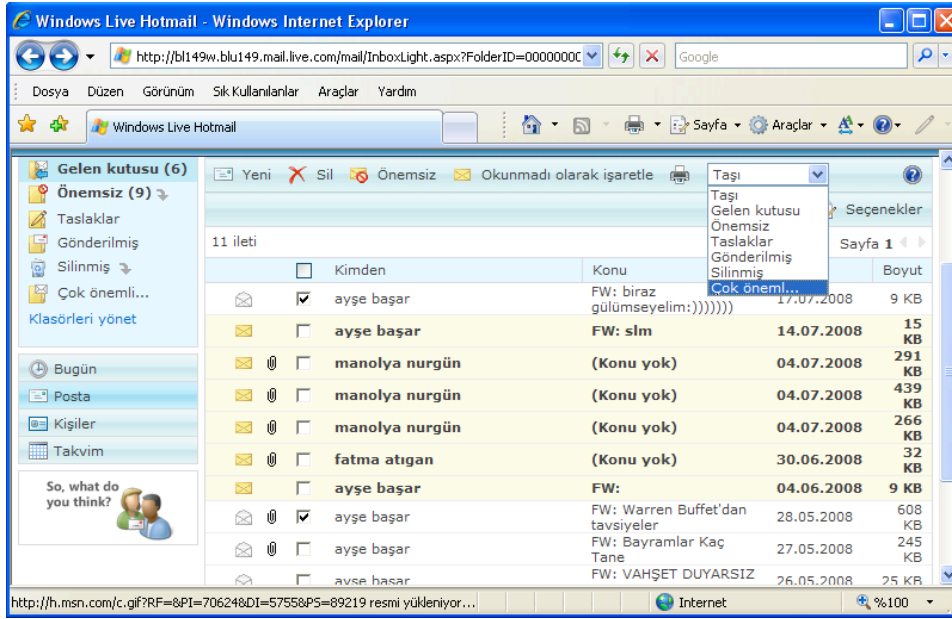 Windows Live Hotmail - Windows Internet Explorer
http://bl149w.blu149.mail.live.com/mail/InboxLight.aspx?FolderID=0000000C
Google
Dosya Düzen Görünüm Sık Kullanılanlar Araçlar Yardım
Windows Live Hotmail
Sayfa Araçlar
Gelen kutusu (6)
Önemsiz (9)
Taslaklar
Gönderilmiş
Silinmiş
Çok önemli...
Klasörleri yönet
Bugün
Posta
Kişiler
Takvim
So, what do
you think?
Yeni Sil Önemsiz Okunmadı olarak işaretle Taşı
Taşı
Gelen kutusu
Önemsiz
Taslaklar
Gönderilmiş
Silinmiş
Çok öneml...
Seçenekler
11 ileti Sayfa 1
Kimden Konu Boyut
ayşe başar FW: biraz gülümseyelim:))))))) 17.07.2008 9 KB
ayşe başar FW: slm 14.07.2008 15 KB
manolya nurgün (Konu yok) 04.07.2008 291 KB
manolya nurgün (Konu yok) 04.07.2008 439 KB
manolya nurgün (Konu yok) 04.07.2008 266 KB
fatma atıgan (Konu yok) 30.06.2008 32 KB
ayşe başar FW: 04.06.2008 9 KB
ayşe başar FW: Warren Buffet'dan tavsiyeler 28.05.2008 608 KB
ayşe başar FW: Bayramlar Kaç Tane 27.05.2008 245 KB
ayşe başar FW: VAHŞET DUYARSIZ 26.05.2008 25 KB
http://h.msn.com/c.gif?RF=&PI=70624&DI=5755&PS=89219 resmi yükleniyor...
Internet
%100